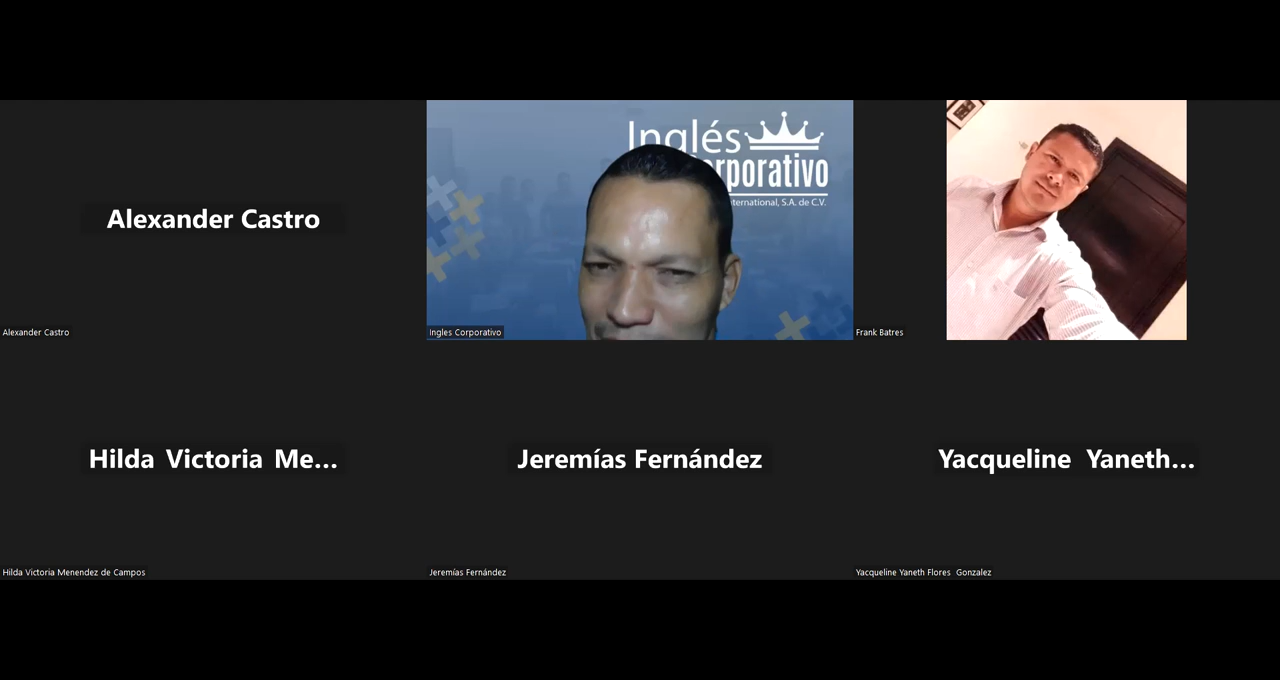 Alexander Castro
Alexander Castro
Inglés
orporativo
nternational, S.A. de C.V.
Ingles Corporativo
Frank Batres
Hilda Victoria Me...
Hilda Victoria Menendez de Campos
Jeremías Fernández
Jeremías Fernández
Yacqueline Yaneth...
Yacqueline Yaneth Flores Gonzalez